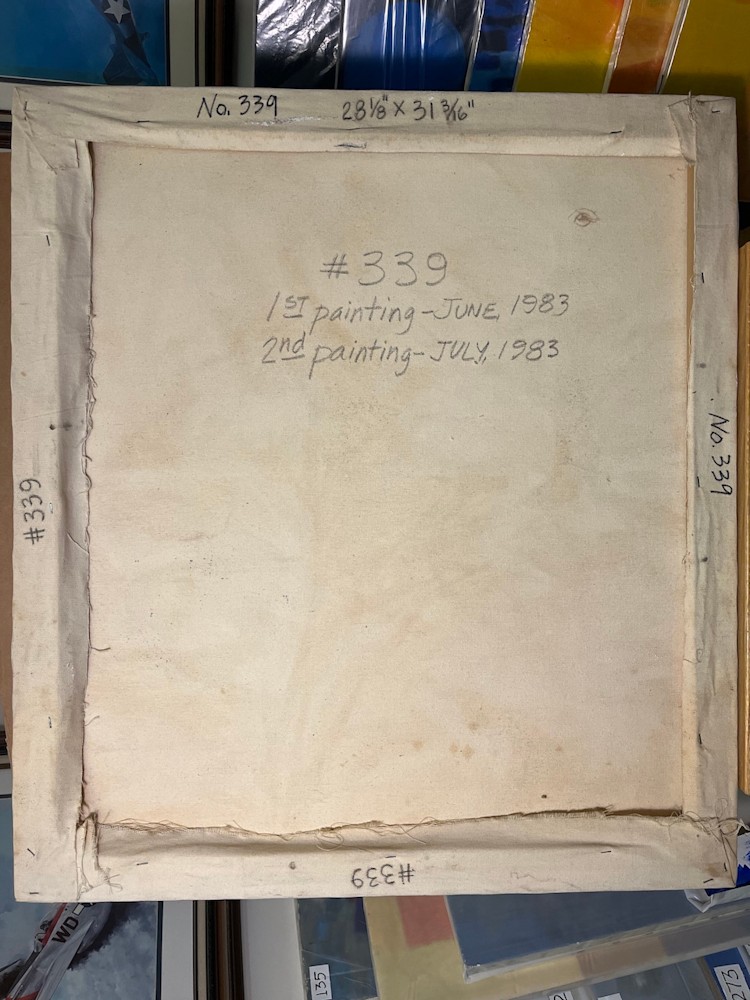 No. 339 28 1/8" X 31 3/16"
#339
1ST painting - JUNE, 1983
2nd painting - JULY, 1983
No. 339
#339
#339
WD
135